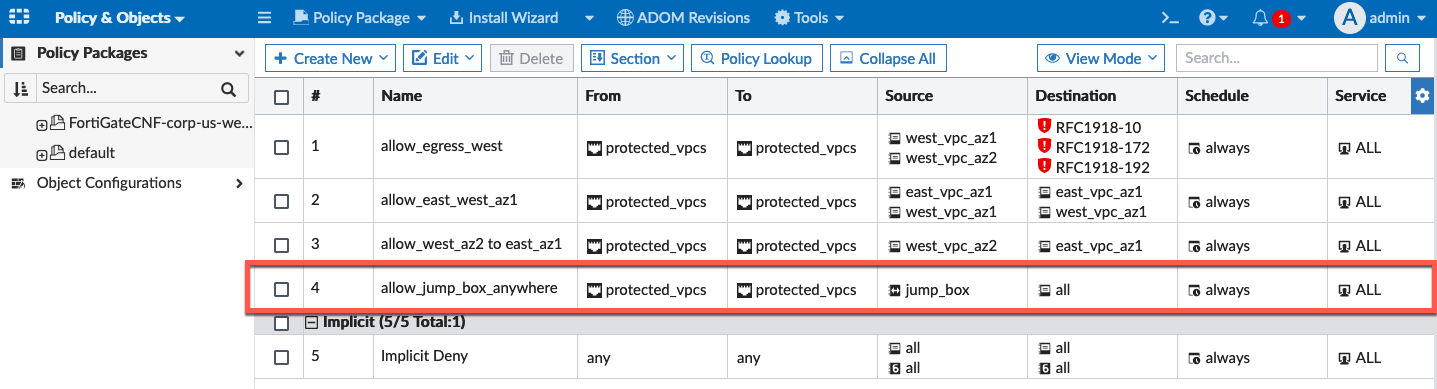 Policy & Objects
Policy Package
Install Wizard
ADOM Revisions
Tools
1
A
admin
Policy Packages
Search...
FortiGateCNF-corp-us-we...
default
Object Configurations
Create New
Edit
Delete
Section
Policy Lookup
Collapse All
View Mode
Search...
# Name From To Source Destination Schedule Service
1 allow_egress_west protected_vpcs protected_vpcs west_vpc_az1 RFC1918-10 always ALL
west_vpc_az2 RFC1918-172
RFC1918-192
2 allow_east_west_az1 protected_vpcs protected_vpcs east_vpc_az1 east_vpc_az1 always ALL
west_vpc_az1 west_vpc_az1
3 allow_west_az2 to east_az1 protected_vpcs protected_vpcs west_vpc_az2 east_vpc_az1 always ALL
4 allow_jump_box_anywhere protected_vpcs protected_vpcs jump_box all always ALL
Implicit (5/5 Total:1)
5 Implicit Deny any any all all always ALL
6 all 6 all